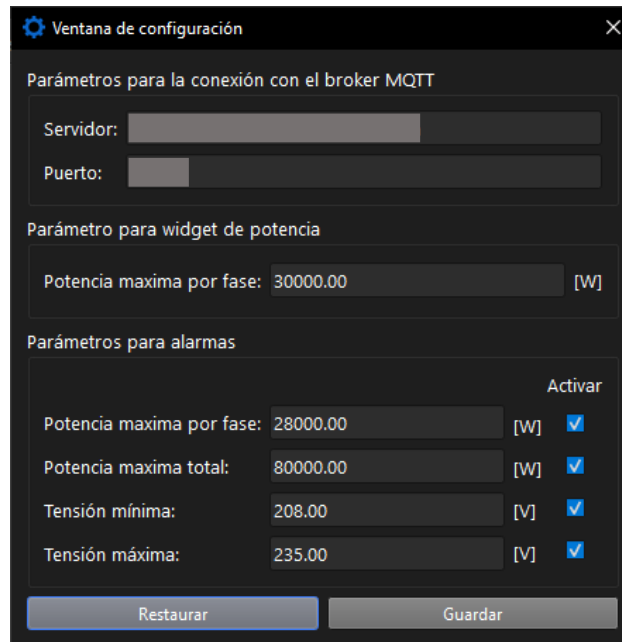 Ventana de configuración
Parámetros para la conexión con el broker MQTT
Servidor:
Puerto:
Parámetro para widget de potencia
Potencia maxima por fase: 30000.00 [W]
Parámetros para alarmas
Activar
Potencia maxima por fase: 28000.00 [W]
Potencia maxima total: 80000.00 [W]
Tensión mínima: 208.00 [V]
Tensión máxima: 235.00 [V]
Restaurar Guardar